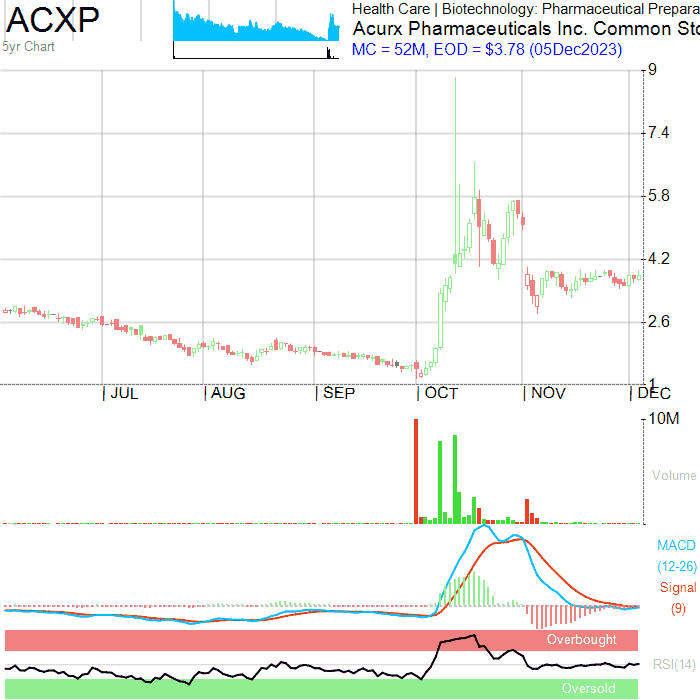 ACXP
5yr Chart
Health Care | Biotechnology: Pharmaceutical Prepara
Acurx Pharmaceuticals Inc. Common Sto
MC = 52M, EOD = $3.78 (05Dec2023)
9
7.4
5.8
4.2
2.6
1
JUL AUG SEP OCT NOV DEC
10M
Volume
MACD
(12-26)
Signal
(9)
Overbought
RSI(14)
Oversold